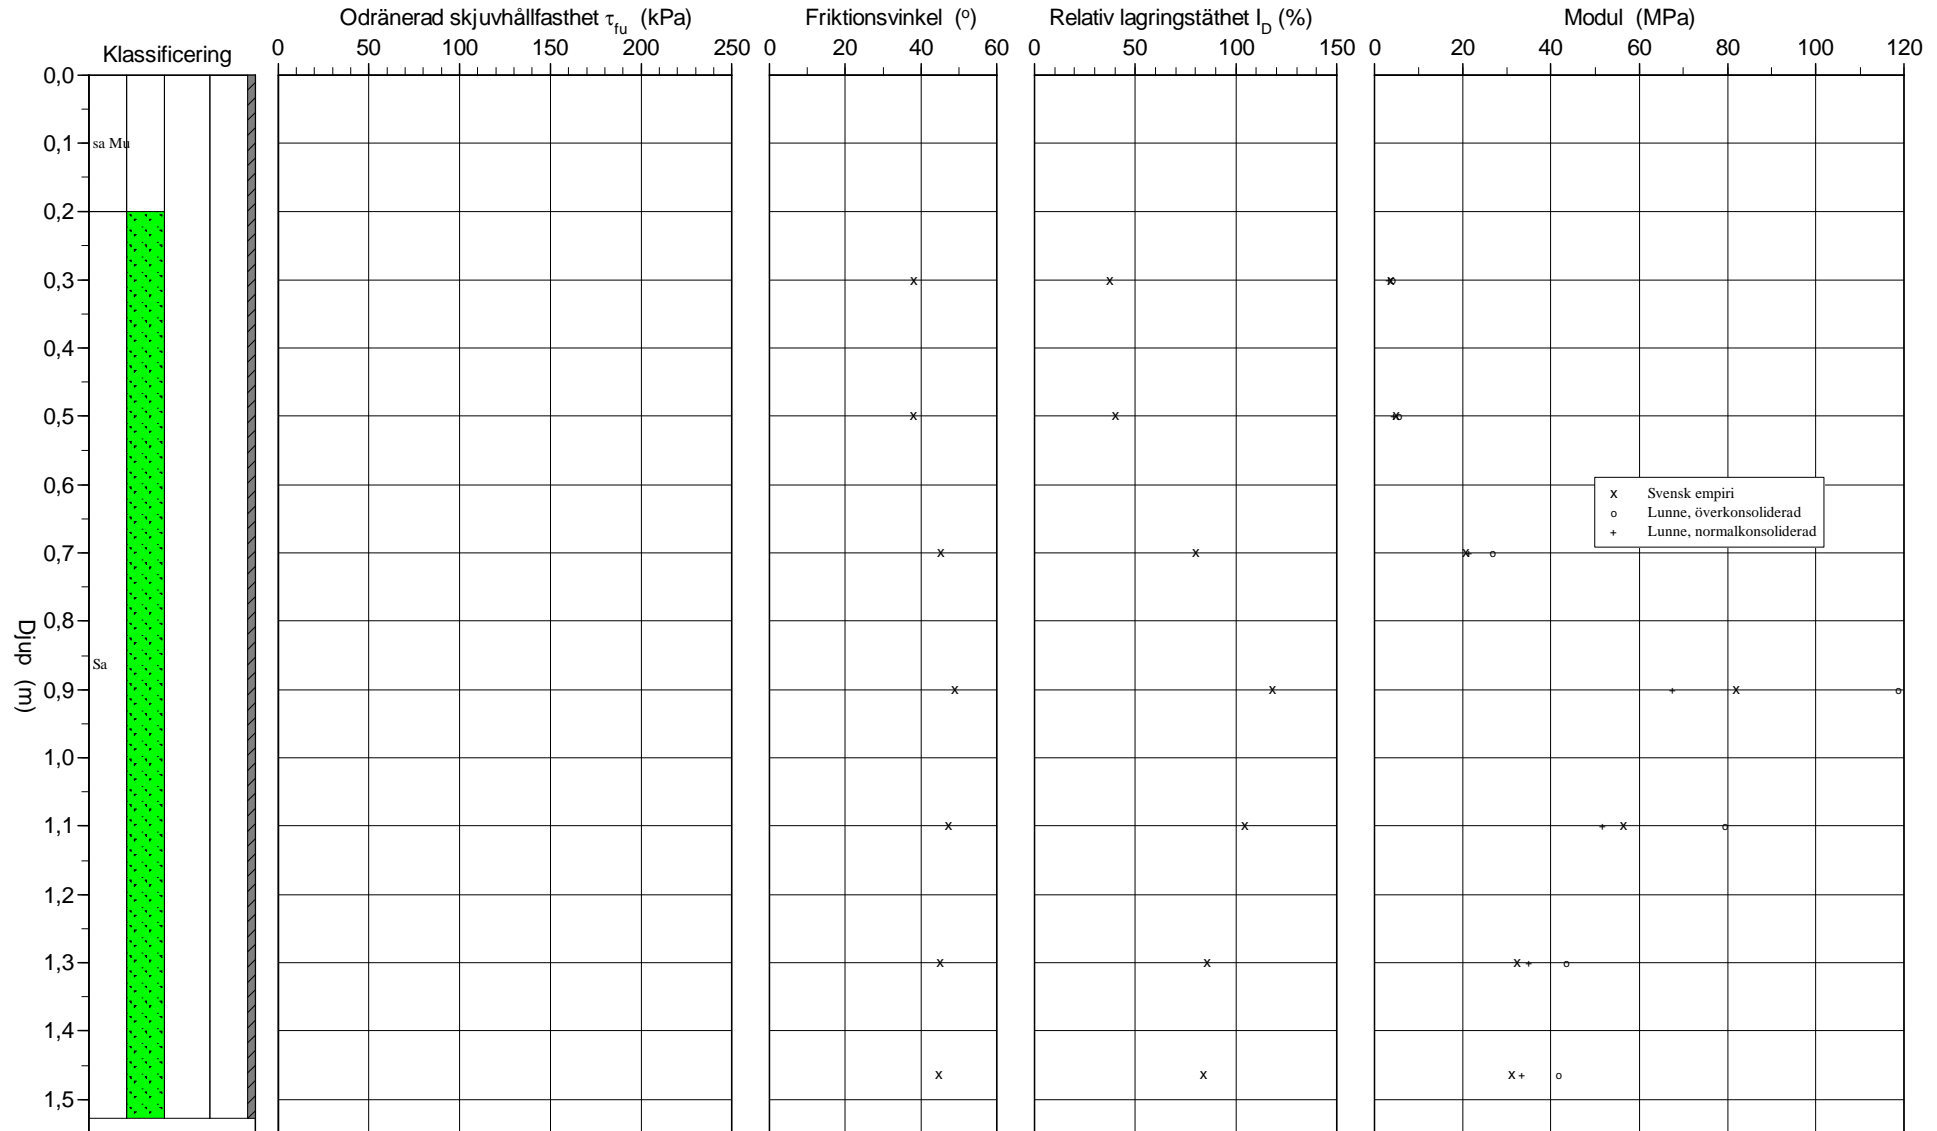 Odränerad skjuvhållfasthet τfu (kPa)
Friktionsvinkel (o)
Relativ lagringstäthet ID (%)
Modul (MPa)
Klassificering
0 50 100 150 200 250
0 20 40 60
0 50 100 150
0 20 40 60 80 100 120
0,0
0,1
sa Mu
0,2
0,3
0,4
0,5
0,6
x Svensk empiri
o Lunne, överkonsoliderad
+ Lunne, normalkonsoliderad
0,7
0,8
Djup (m)
Sa
0,9
1,0
1,1
1,2
1,3
1,4
1,5